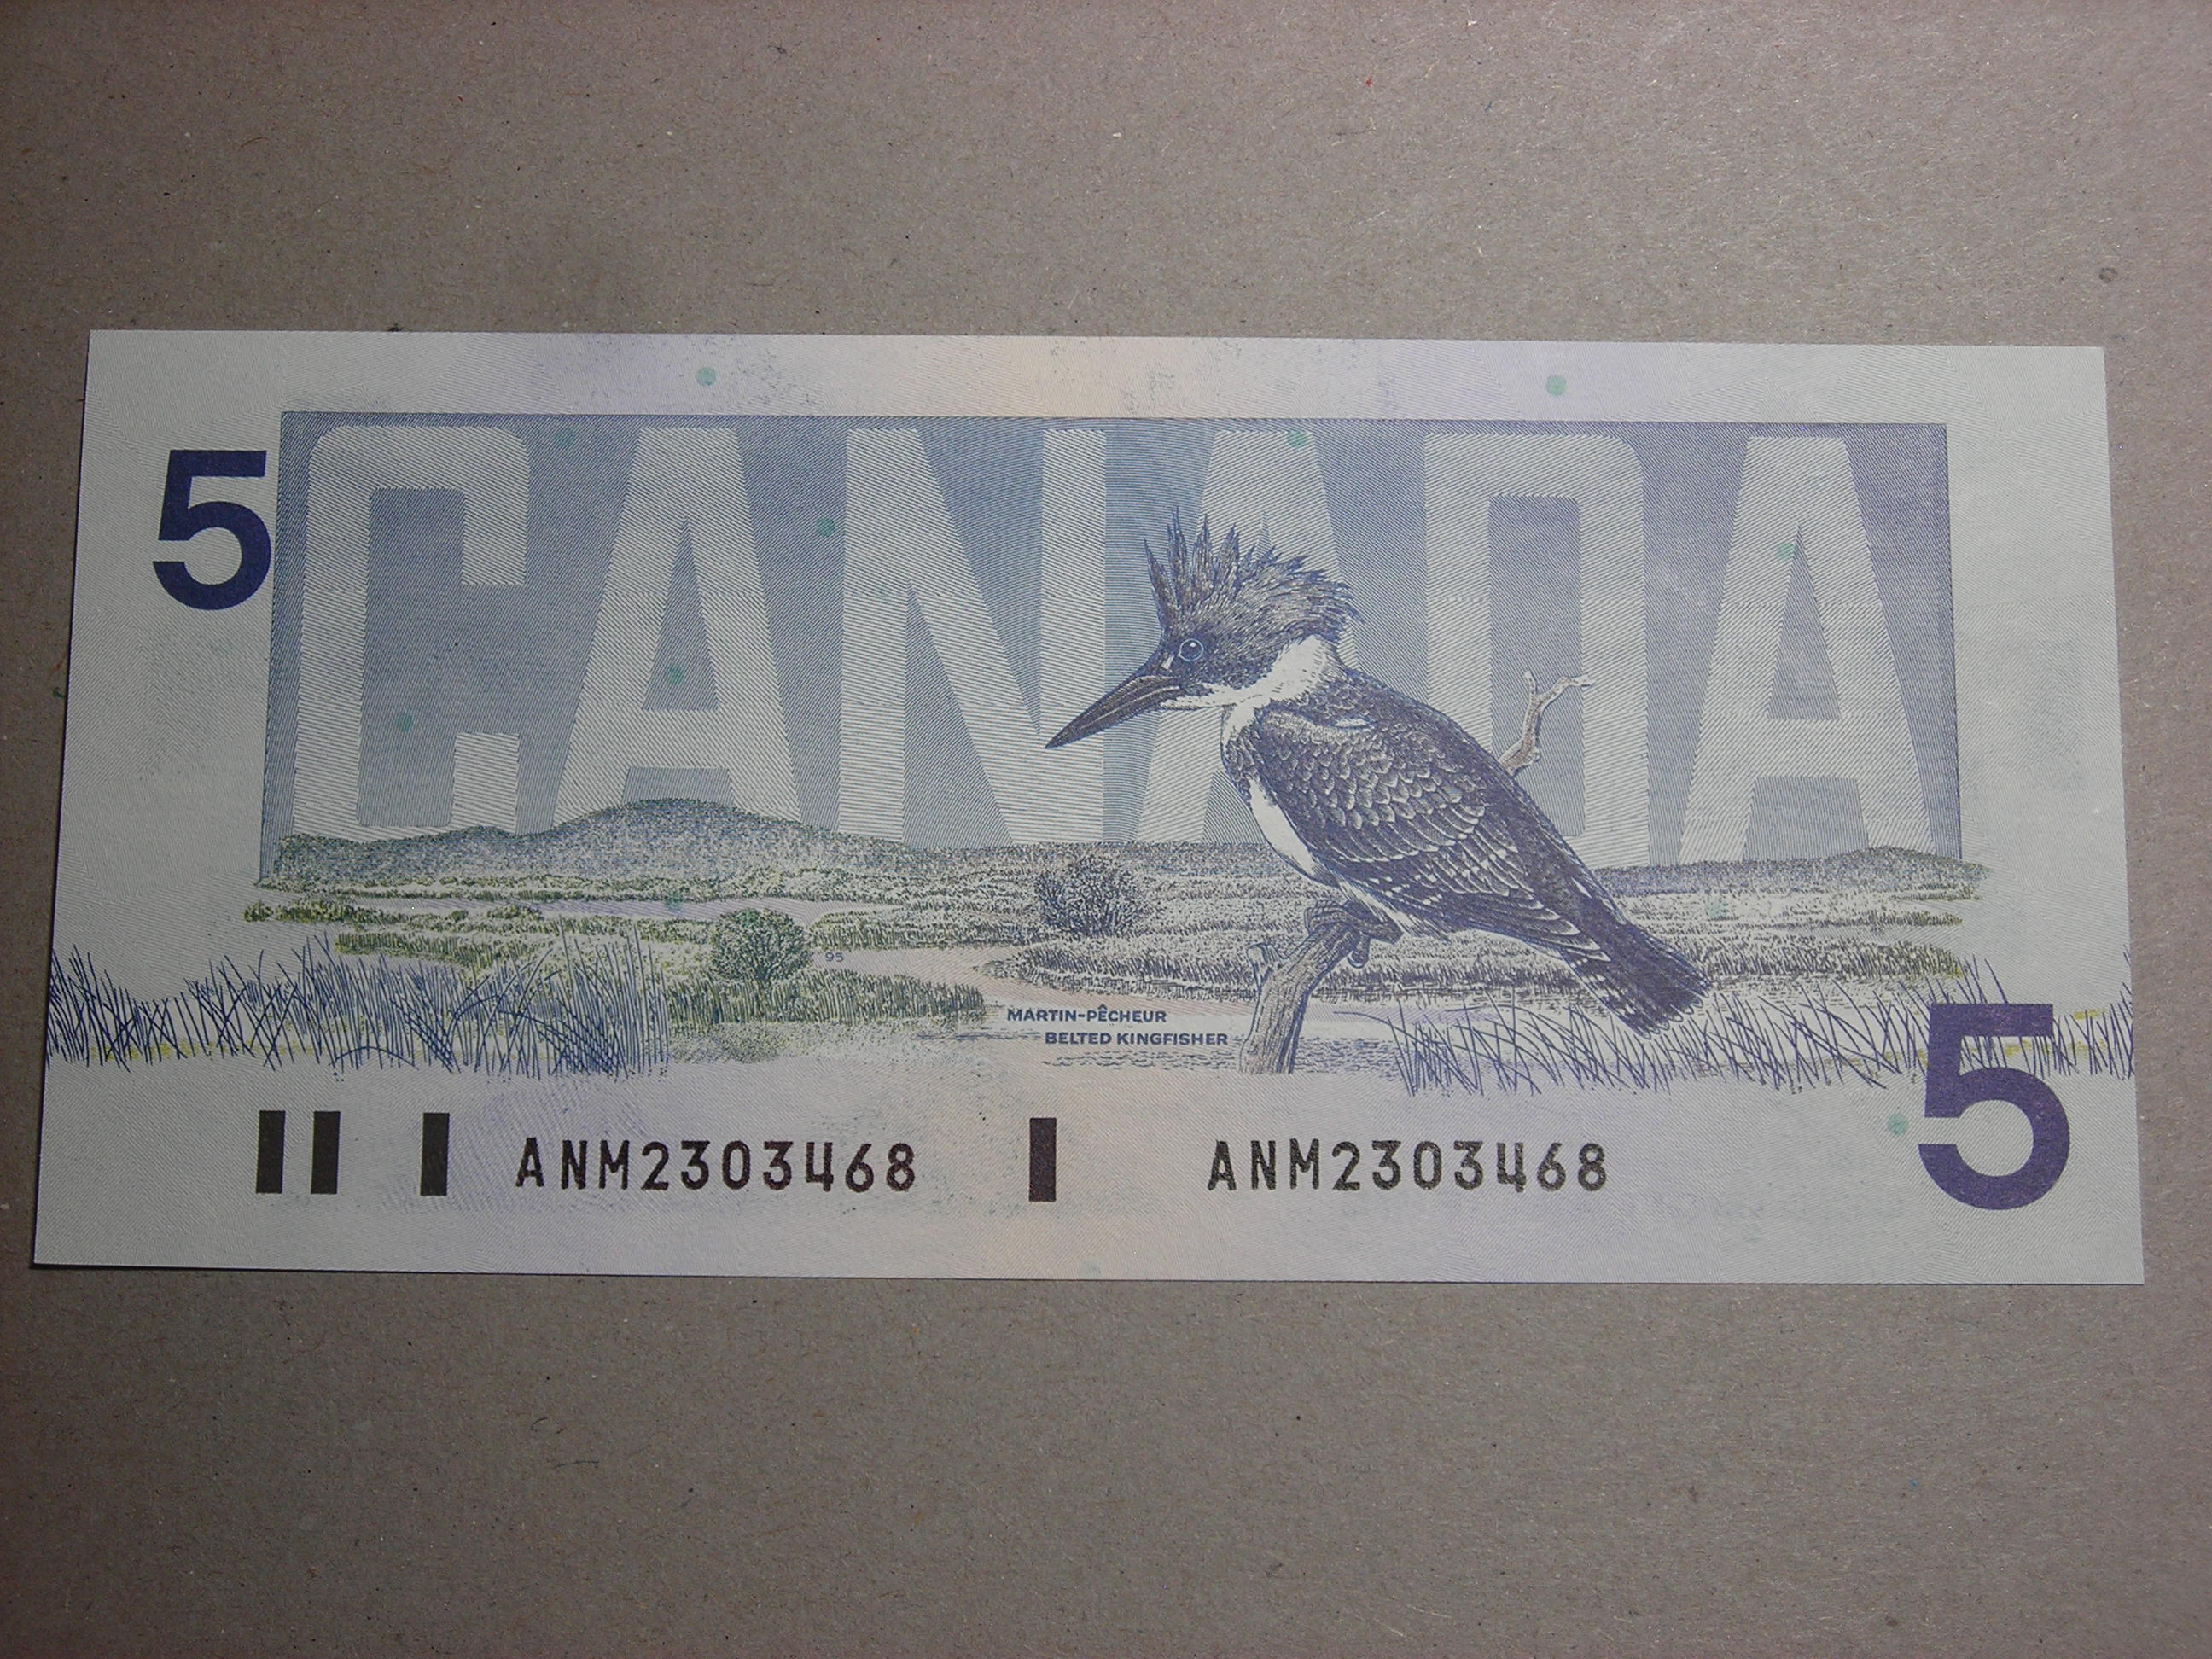 CANADA
5
95
MARTIN-PÊCHEUR
BELTED KINGFISHER
5
ANM2303468 ANM2303468